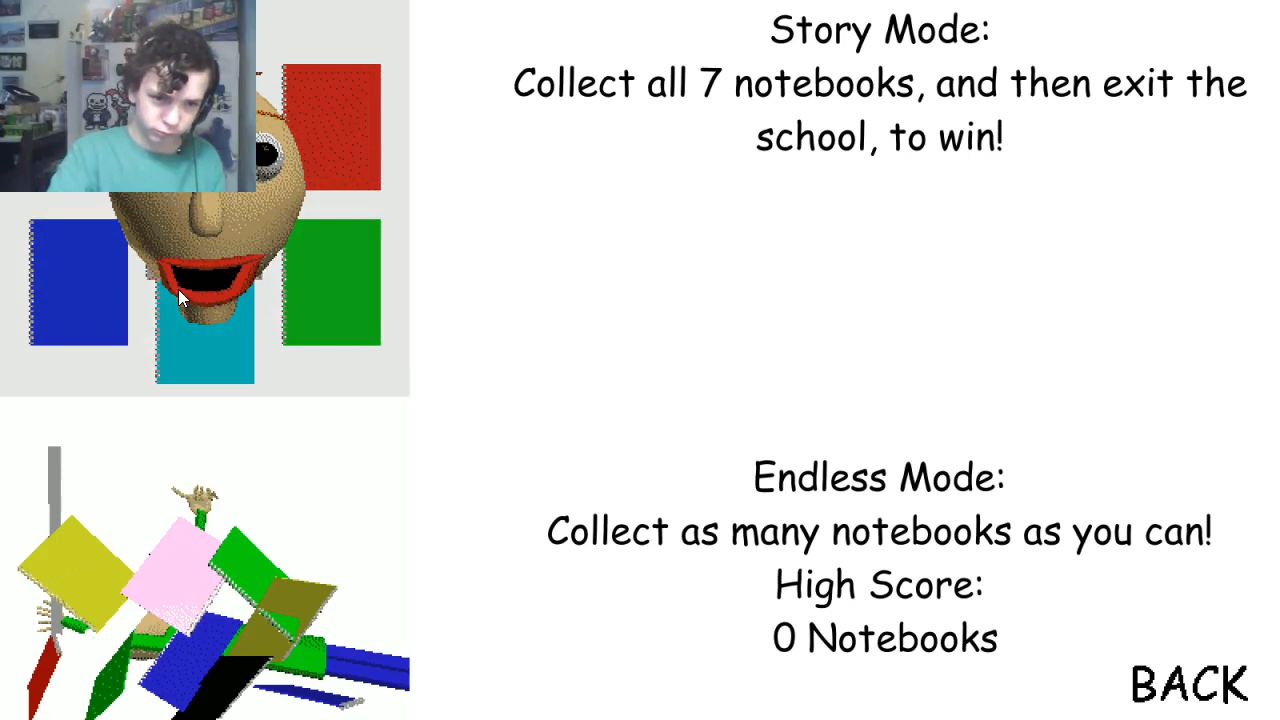 Story Mode:
Collect all 7 notebooks, and then exit the
school, to win!
Endless Mode:
Collect as many notebooks as you can!
High Score:
0 Notebooks
BACK